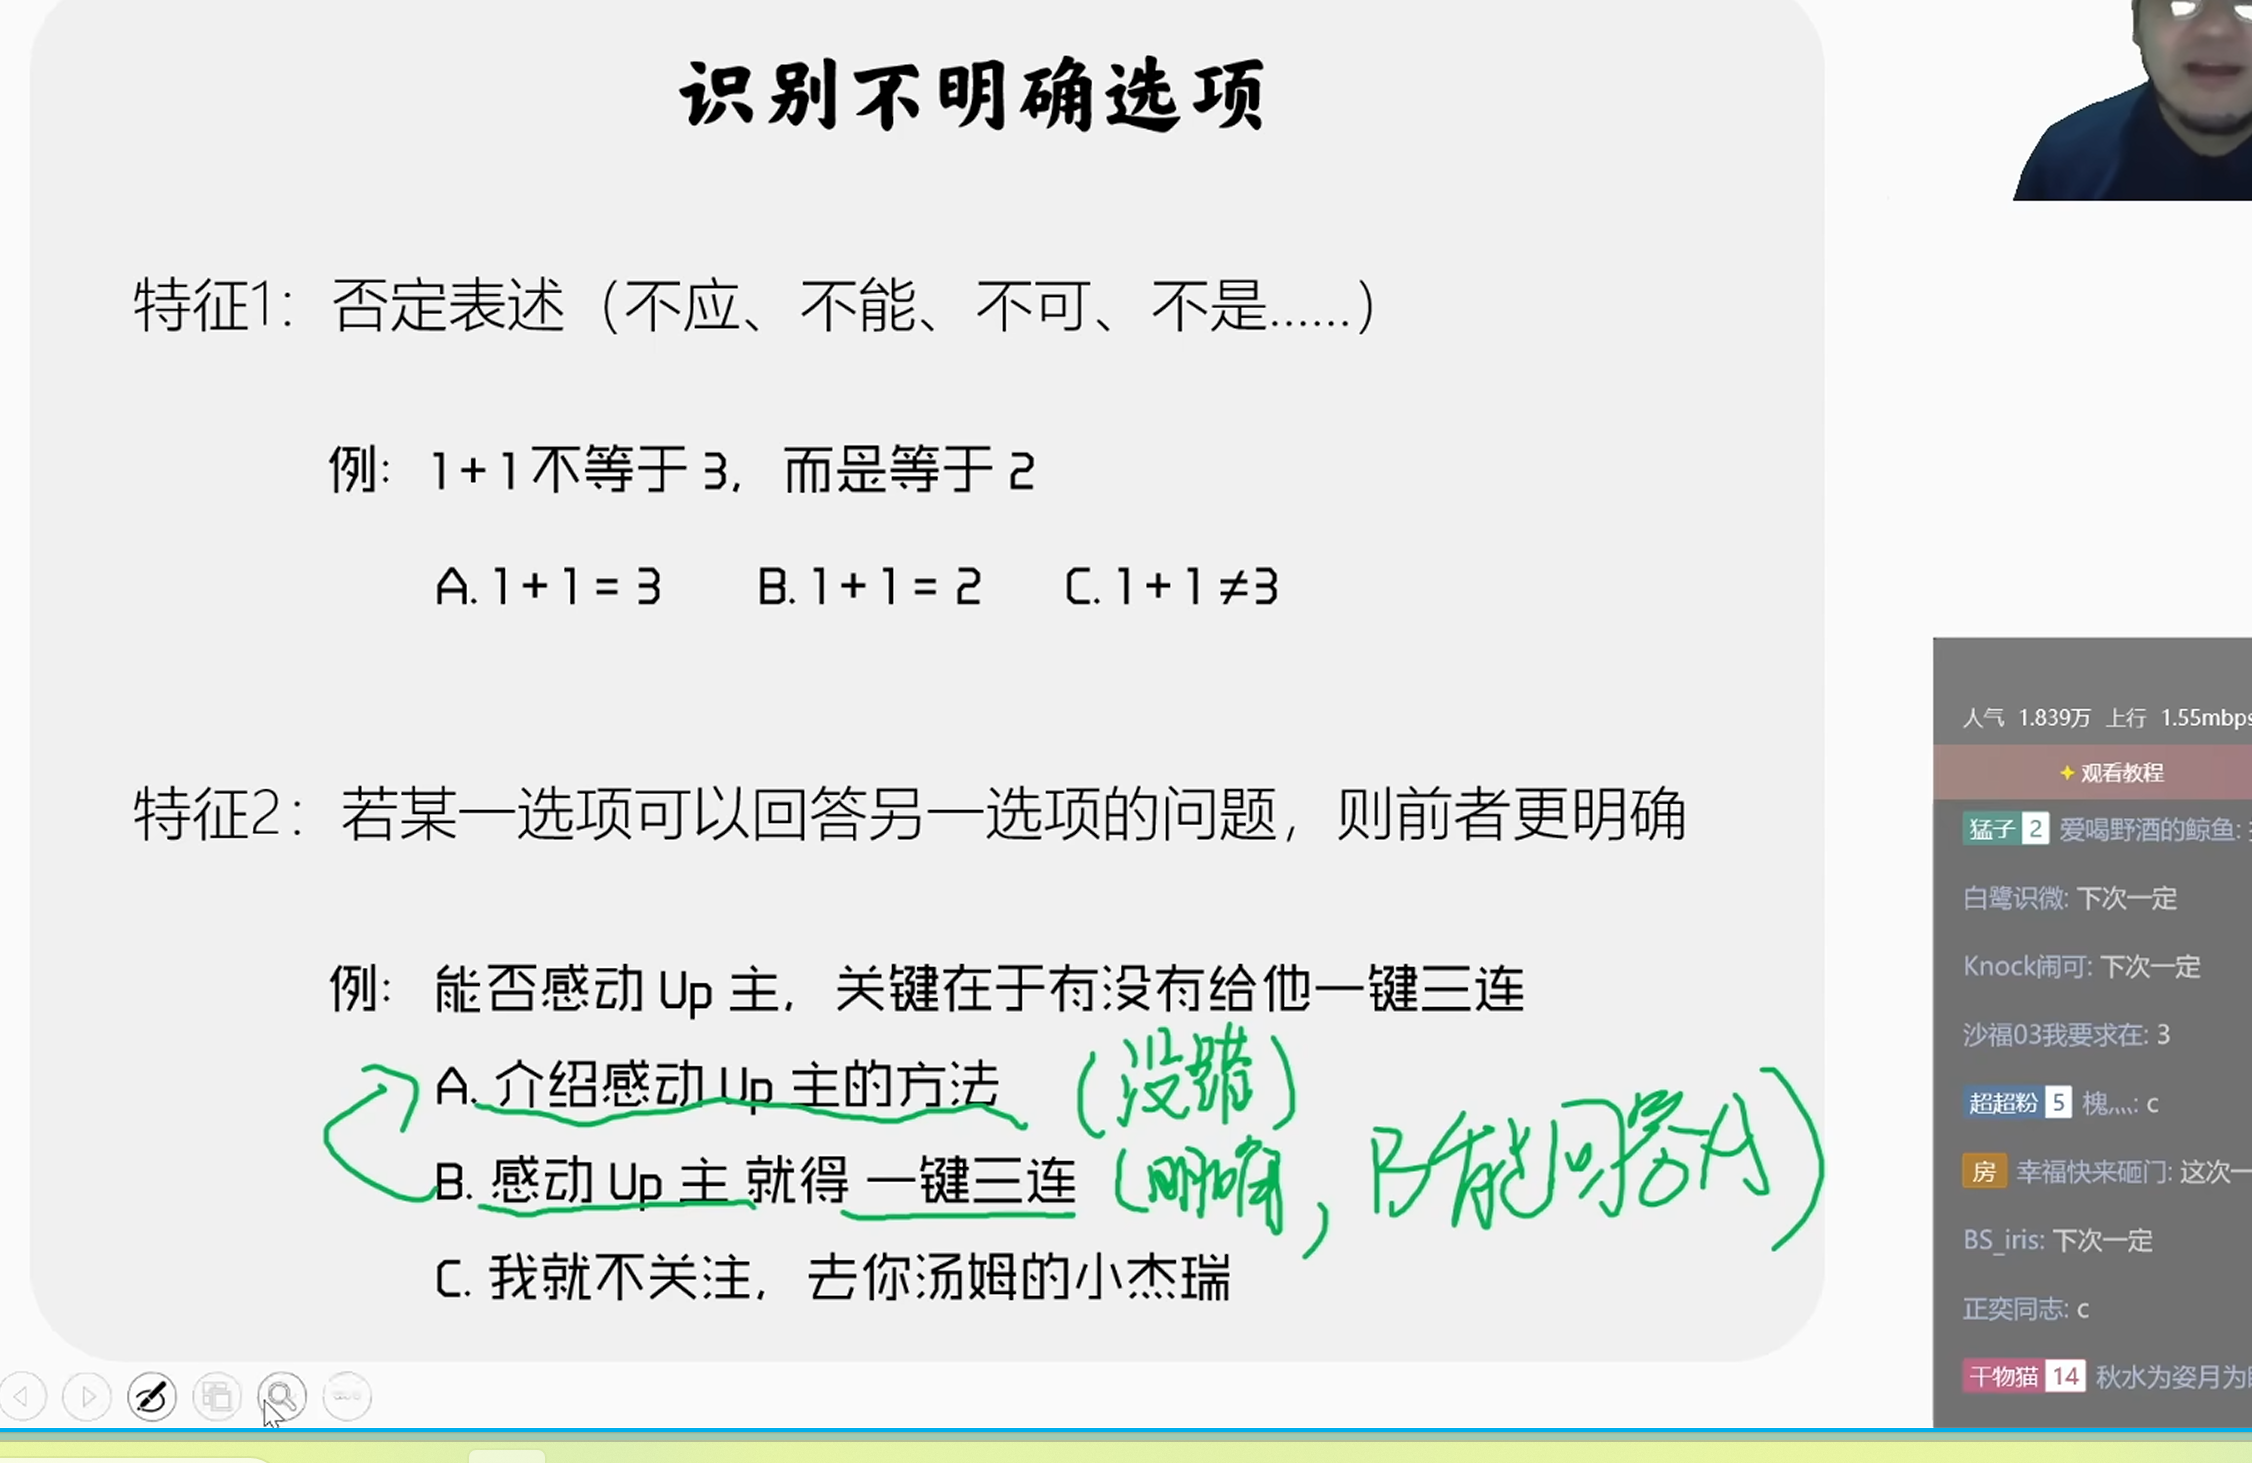 识别不明确选项
特征1：否定表述（不应、不能、不可、不是......）
例：1+1不等于3，而是等于2
A.1+1=3 B.1+1=2 C.1+1≠3
特征2：若某一选项可以回答另一选项的问题，则前者更明确
例：能否感动Up主，关键在于有没有给他一键三连
A.介绍感动Up主的方法（没错）
B.感动Up主就得一键三连（明确，B能回答A）
C.我就不关注，去你汤姆的小杰瑞
人气 1.839万 上行 1.55mbps
观看教程
猛子 2 爱喝野酒的鲸鱼:
白鹭识微: 下次一定
Knock闹可: 下次一定
沙福03我要求在: 3
超超粉 5 槐灬: c
房 幸福快来砸门: 这次一
BS_iris: 下次一定
正奕同志: c
干物猫 14 秋水为姿月为